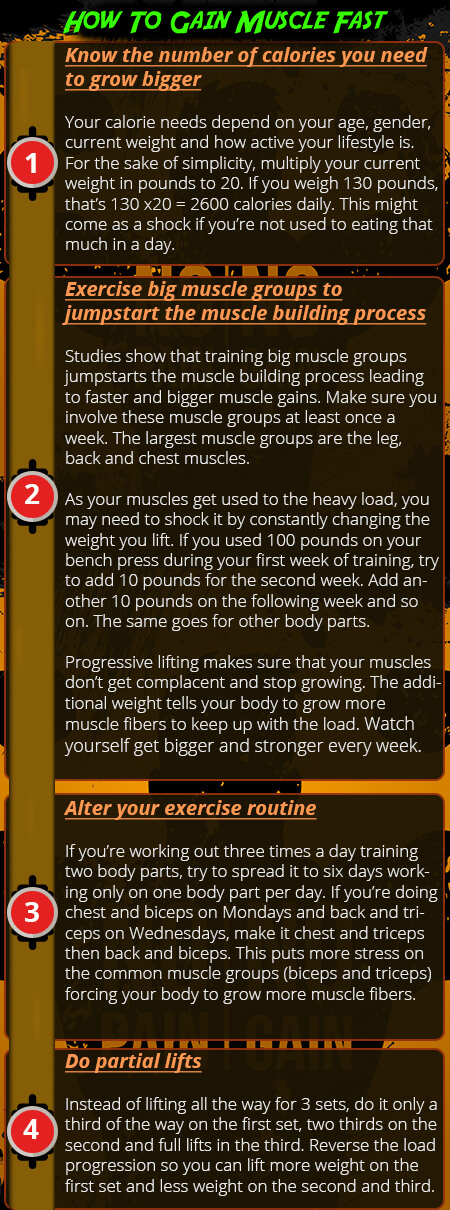 How To Gain Muscle Fast
Know the number of calories you need
to grow bigger
Your calorie needs depend on your age, gender,
current weight and how active your lifestyle is.
For the sake of simplicity, multiply your current
weight in pounds to 20. If you weigh 130 pounds,
that's 130 x20 = 2600 calories daily. This might
come as a shock if you're not used to eating that
much in a day.
1
Exercise big muscle groups to
jumpstart the muscle building process
Studies show that training big muscle groups
jumpstarts the muscle building process leading
to faster and bigger muscle gains. Make sure you
involve these muscle groups at least once a
week. The largest muscle groups are the leg,
back and chest muscles.
2
As your muscles get used to the heavy load, you
may need to shock it by constantly changing the
weight you lift. If you used 100 pounds on your
bench press during your first week of training, try
to add 10 pounds for the second week. Add an-
other 10 pounds on the following week and so
on. The same goes for other body parts.
Progressive lifting makes sure that your muscles
don't get complacent and stop growing. The addi-
tional weight tells your body to grow more
muscle fibers to keep up with the load. Watch
yourself get bigger and stronger every week.
Alter your exercise routine
If you're working out three times a day training
two body parts, try to spread it to six days work-
ing only on one body part per day. If you're doing
3
chest and biceps on Mondays and back and tri-
ceps on Wednesdays, make it chest and triceps
then back and biceps. This puts more stress on
the common muscle groups (biceps and triceps)
forcing your body to grow more muscle fibers.
PAIN GAIN
Do partial lifts
Instead of lifting all the way for 3 sets, do it only a
third of the way on the first set, two thirds on the
4
second and full lifts in the third. Reverse the load
progression so you can lift more weight on the
first set and less weight on the second and third.